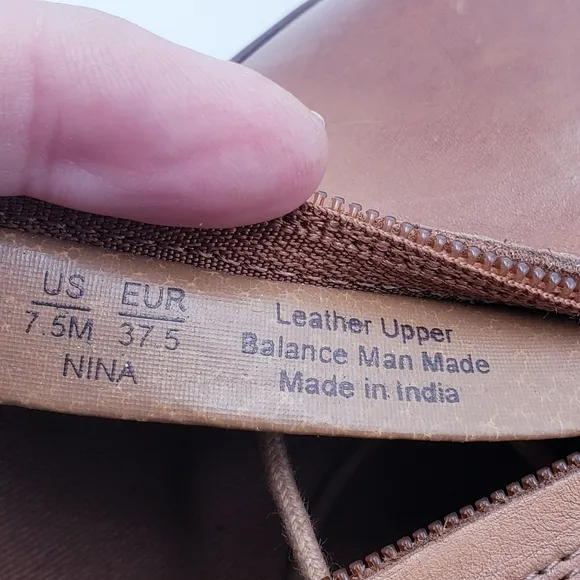 US EUR
7.5M 37.5
NINA
Leather Upper
Balance Man Made
Made in India